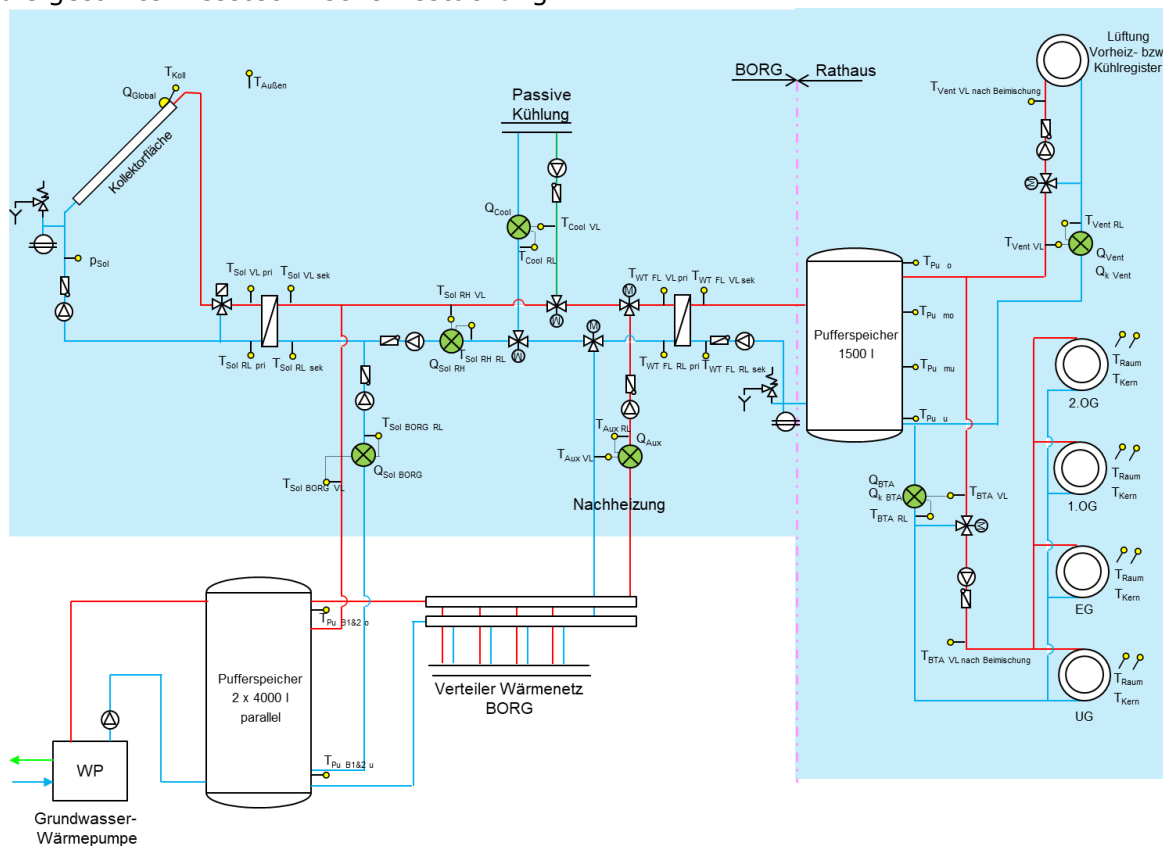 T Koll
Q Global
T Außen
Kollektorfläche
p Sol
Passive
Kühlung
BORG
Rathaus
Lüftung
Vorheiz- bzw
Kühlregister
T Vent VL nach Beimischung
Q Cool
T Cool VL
T Cool RL
T Vent RL
T Vent VL
Q Vent
Q k Vent
T Sol VL pri
T Sol VL sek
T Sol RH VL
T WT FL VL pri
T WT FL VL sek
T Pu o
T Pu mo
Pufferspeicher
1500 l
T Sol RL pri
T Sol RL sek
Q Sol RH
T Sol RH RL
T WT FL RL pri
T WT FL RL sek
T Pu mu
T Pu u
T Raum
T Kern
2.OG
T Sol BORG RL
Q Sol BORG
T Sol BORG VL
T Aux RL
Q Aux
T Aux VL
Nachheizung
Q BTA
Q k BTA
T BTA VL
T BTA RL
T Raum
T Kern
1.OG
T Raum
T Kern
EG
T BTA VL nach Beimischung
T Raum
T Kern
UG
T Pu B1&2 o
Pufferspeicher
2 x 4000 l
parallel
T Pu B1&2 u
Verteiler Wärmenetz
BORG
WP
Grundwasser-
Wärmepumpe
M
M
M
M
M
M